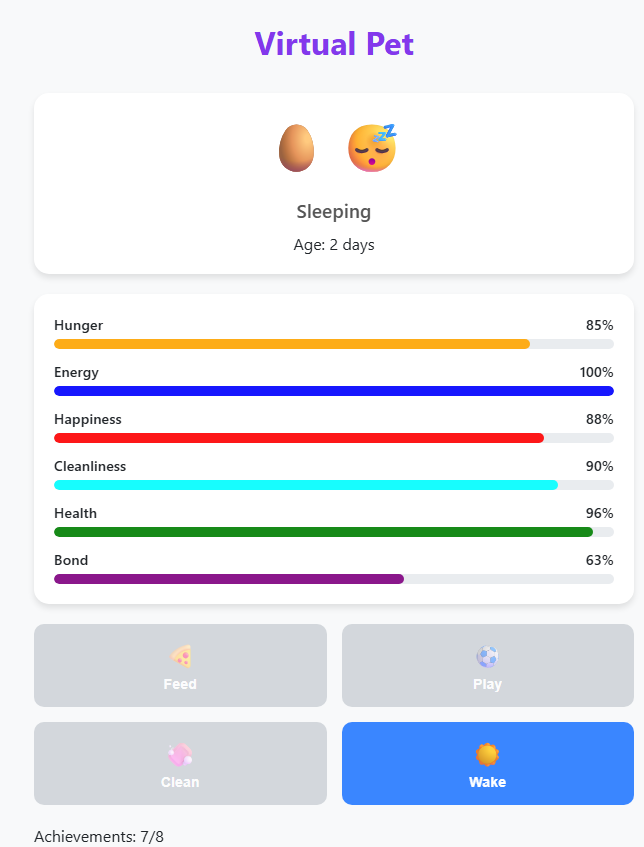 Virtual Pet
Sleeping
Age: 2 days
Hunger 85%
Energy 100%
Happiness 88%
Cleanliness 90%
Health 96%
Bond 63%
Feed
Play
Clean
Wake
Achievements: 7/8